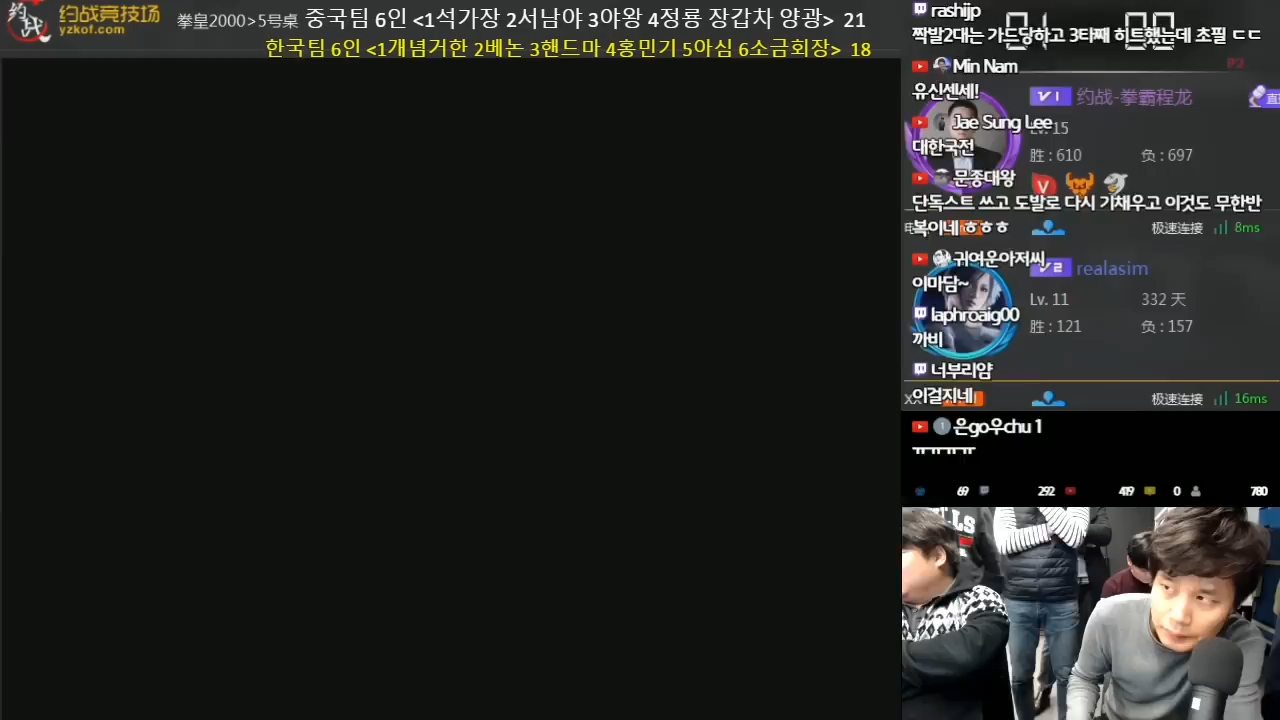 约战竞技场
yzkof.com
拳皇2000>5号桌
중국팀 6인 <1석가장 2서남야 3야왕 4정룡 장갑차 양광> 21
한국팀 6인 <1개념거한 2베논 3핸드마 4홍민기 5아심 6소금회장> 18
rashijp
짝발2대는 가드당하고 3타째 히트했는데 초필 ㄷㄷ
P2
Min Nam
유신센세!
V1 约战-拳霸程龙
直
Jae Sung Lee
Lv. 15
대한국전
胜 : 610 负 : 697
문종대왕
단독스트 쓰고 도발로 다시 기채우고 이것도 무한반
복이네ㅎㅎㅎ
极速连接 8ms
귀여운아저씨
V2 realasim
이마담~
Lv. 11 332 天
laphroaig00
胜 : 121 负 : 157
까비
너부리얌
이걸지네
极速连接 16ms
은go우chu 1
69 292 419 0 780